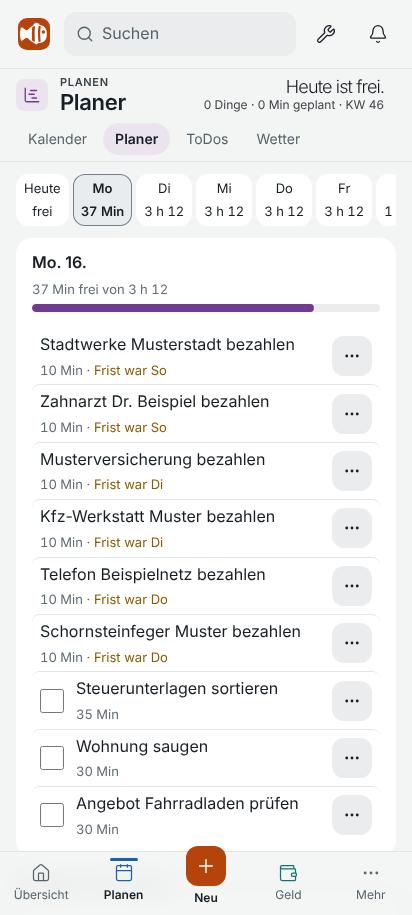 Suchen
PLANEN
Planer
Heute ist frei.
0 Dinge · 0 Min geplant · KW 46
Kalender
Planer
ToDos
Wetter
Heute
frei
Mo
37 Min
Di
3 h 12
Mi
3 h 12
Do
3 h 12
Fr
3 h 12
1
Mo. 16.
37 Min frei von 3 h 12
Stadtwerke Musterstadt bezahlen
10 Min · Frist war So
Zahnarzt Dr. Beispiel bezahlen
10 Min · Frist war So
Musterversicherung bezahlen
10 Min · Frist war Di
Kfz-Werkstatt Muster bezahlen
10 Min · Frist war Di
Telefon Beispielnetz bezahlen
10 Min · Frist war Do
Schornsteinfeger Muster bezahlen
10 Min · Frist war Do
Steuerunterlagen sortieren
35 Min
Wohnung saugen
30 Min
Angebot Fahrradladen prüfen
30 Min
Übersicht
Planen
Neu
Geld
Mehr